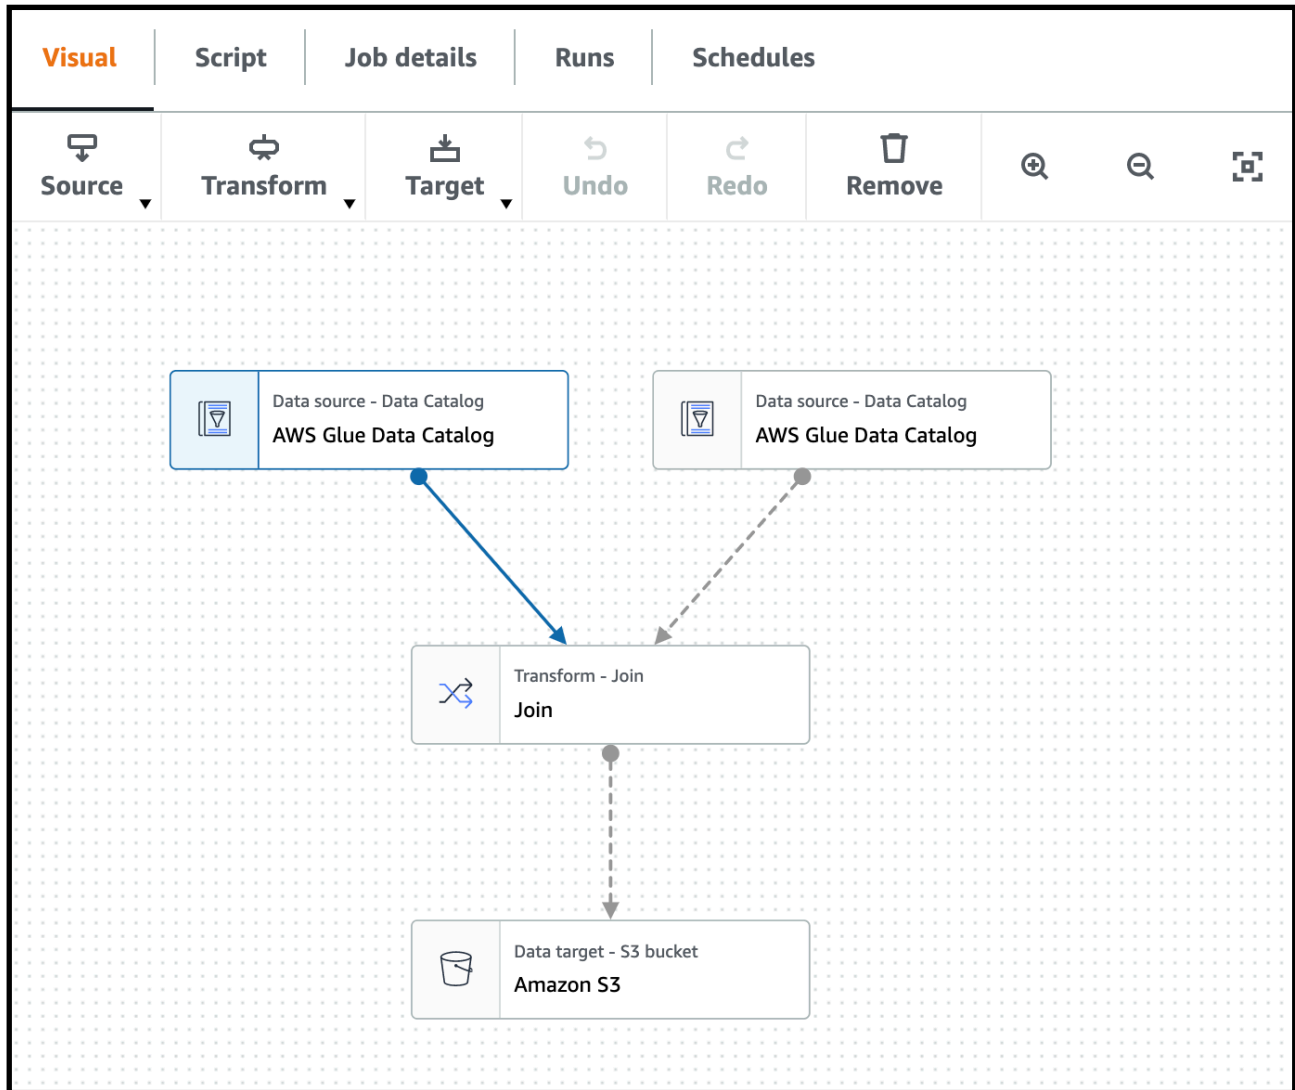 Visual
Script
Job details
Runs
Schedules
Source
Transform
Target
Undo
Redo
Remove
Data source - Data Catalog
AWS Glue Data Catalog
Data source - Data Catalog
AWS Glue Data Catalog
Transform - Join
Join
Data target - S3 bucket
Amazon S3